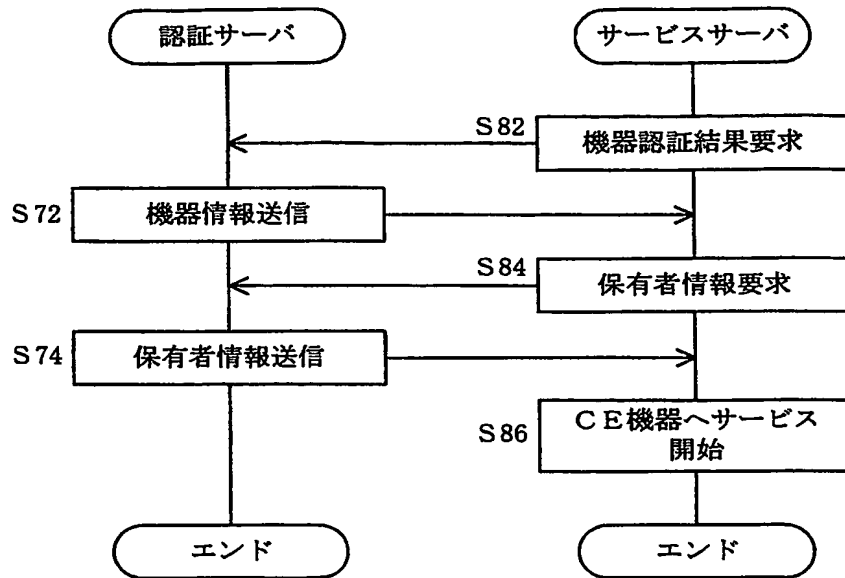 認証サーバ
サービスサーバ
S82
機器認証結果要求
S72
機器情報送信
S84
保有者情報要求
S74
保有者情報送信
S86
CE機器へサービス
開始
エンド
エンド